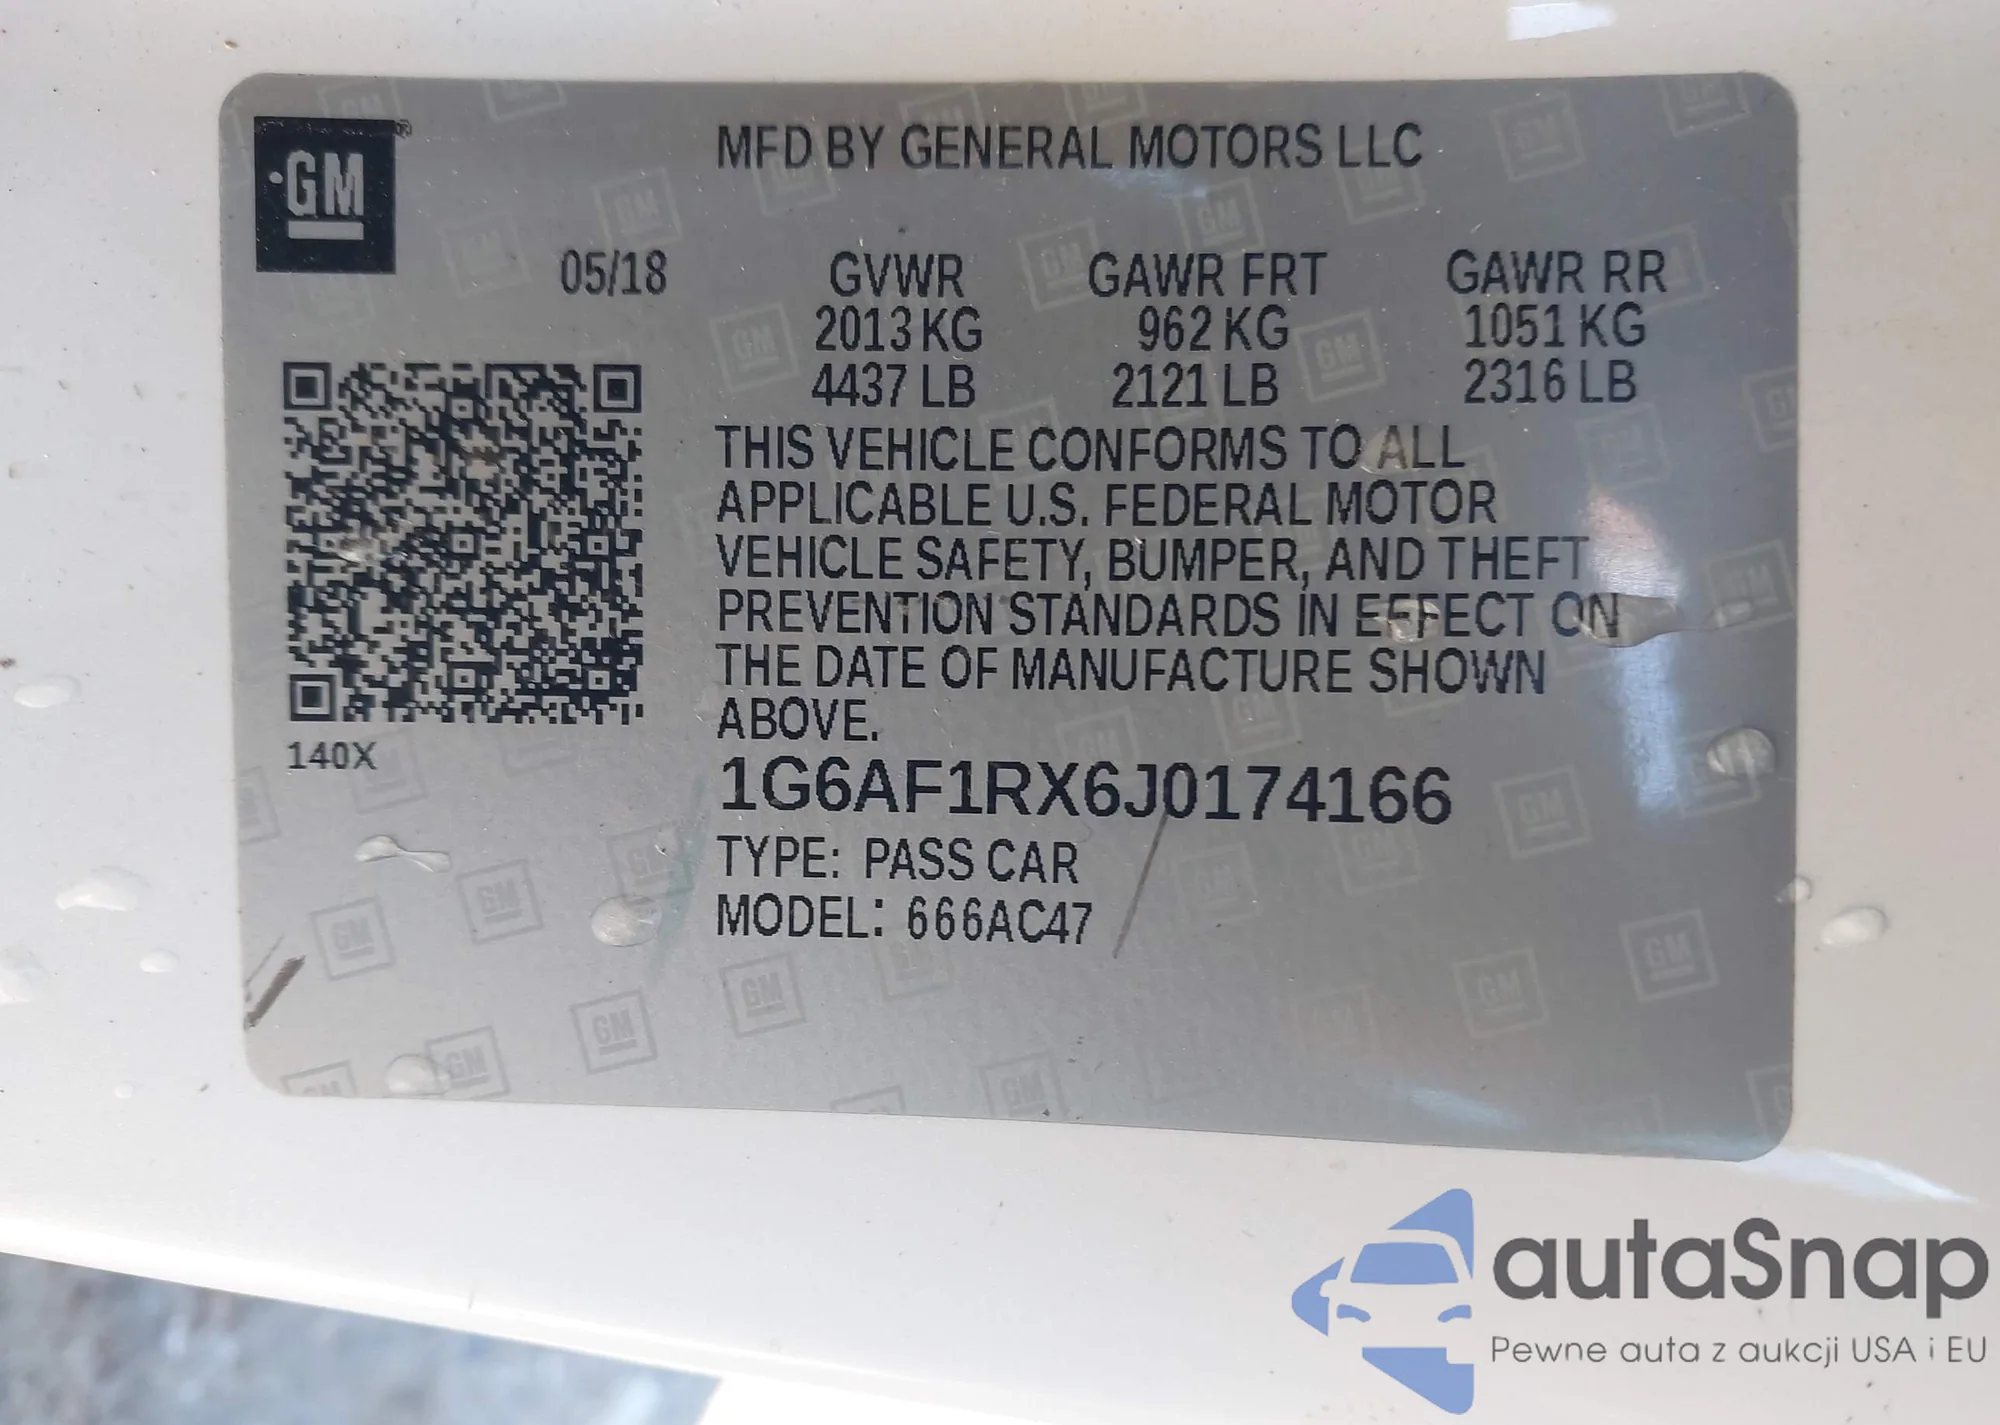 GM®
MFD BY GENERAL MOTORS LLC
05/18 GVWR GAWR FRT GAWR RR
2013 KG 962 KG 1051 KG
4437 LB 2121 LB 2316 LB
THIS VEHICLE CONFORMS TO ALL
APPLICABLE U.S. FEDERAL MOTOR
VEHICLE SAFETY, BUMPER, AND THEFT
PREVENTION STANDARDS IN EFFECT ON
THE DATE OF MANUFACTURE SHOWN
ABOVE.
140X
1G6AF1RX6J0174166
TYPE: PASS CAR
MODEL: 666AC47
autaSnap
Pewne auta z aukcji USA i EU